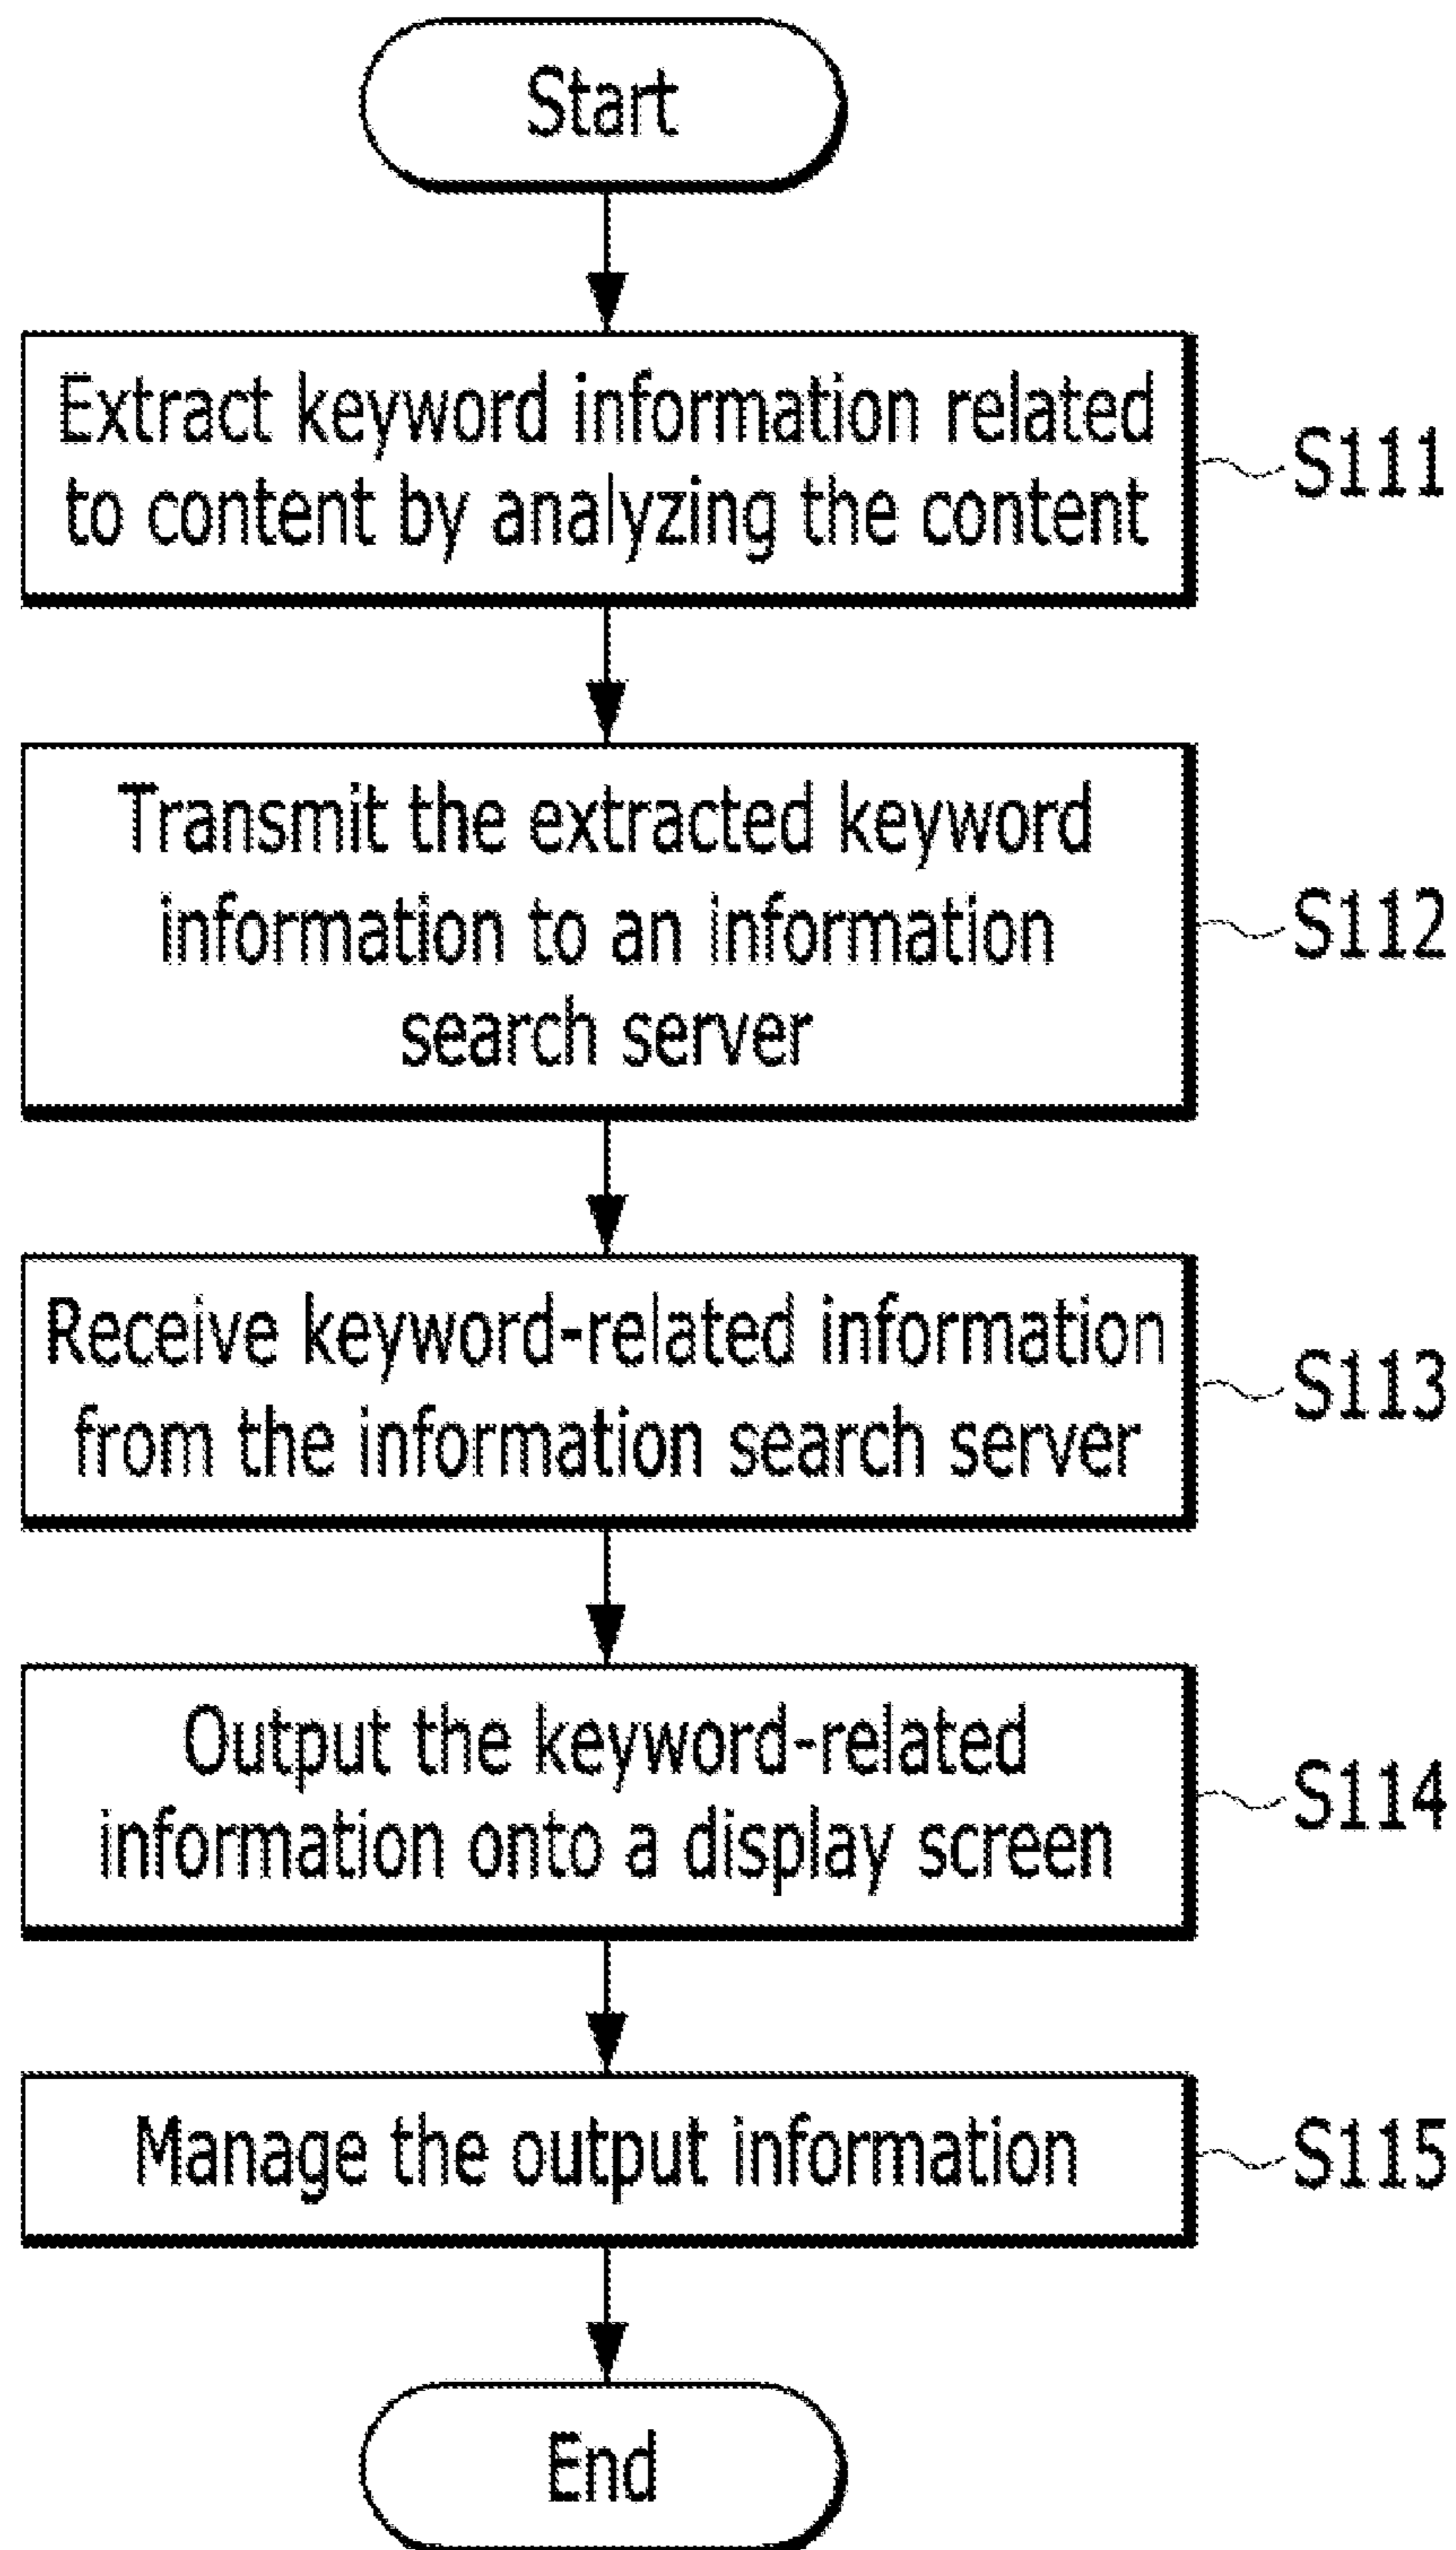 Start
Extract keyword information related
to content by analyzing the content
S111
Transmit the extracted keyword
information to an information
search server
S112
Receive keyword-related information
from the information search server
S113
Output the keyword-related
information onto a display screen
S114
Manage the output information
S115
End